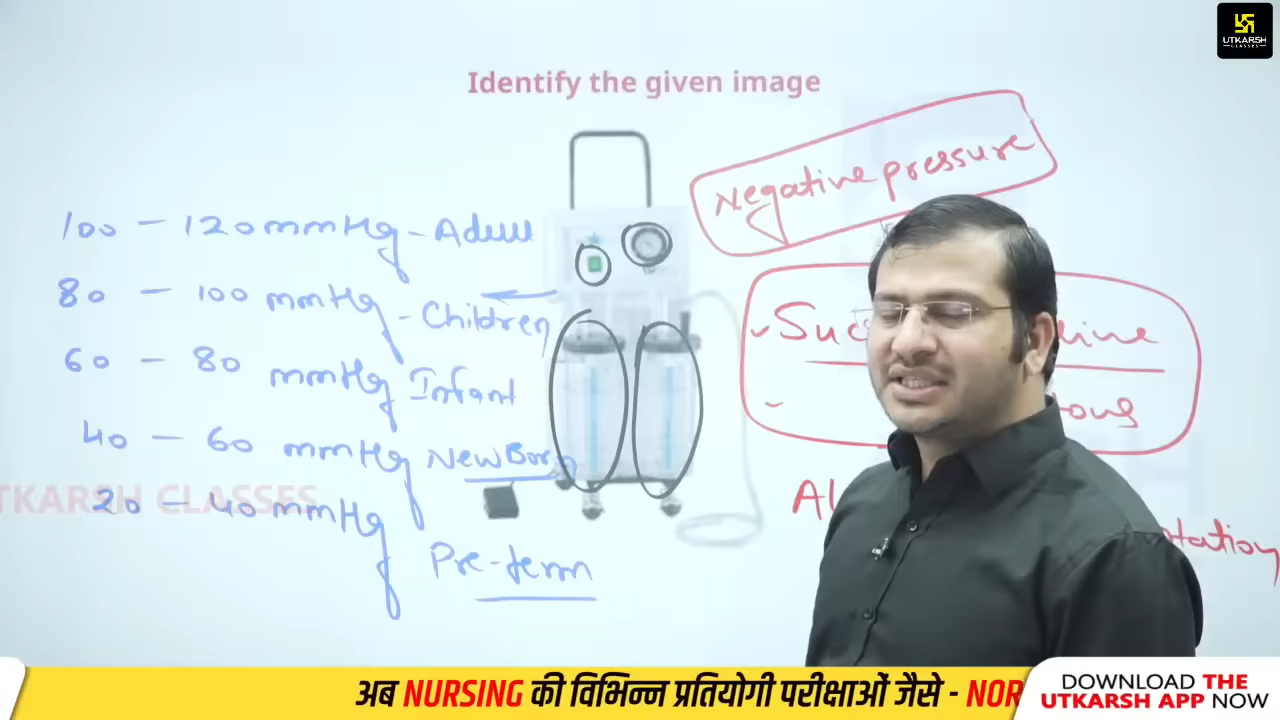 UTKARSH
CLASSES
Identify the given image
Negative pressure
100 - 120 mmHg - Adult
80 - 100 mmHg - Children
60 - 80 mmHg Infant
40 - 60 mmHg New Born
20 - 40 mmHg
Pre-term
UTKARSH CLASSES
अब NURSING की विभिन्न प्रतियोगी परीक्षाओं जैसे - NOR
DOWNLOAD THE
UTKARSH APP NOW